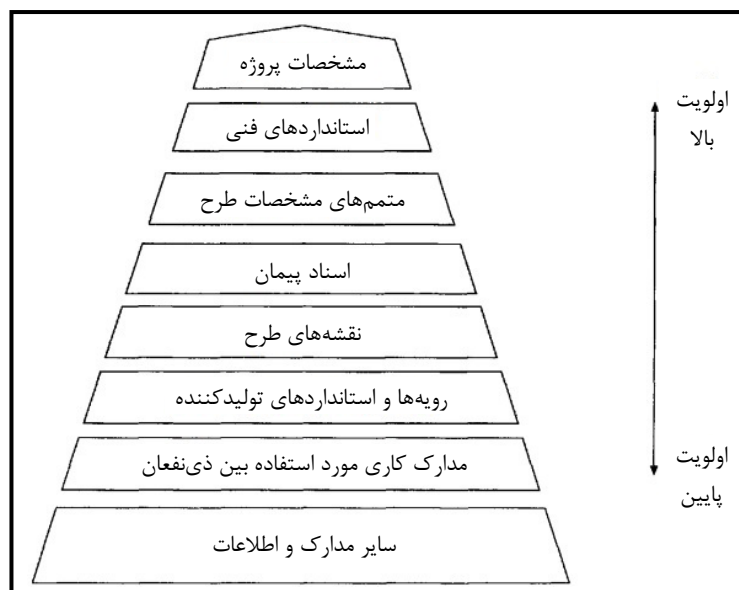 مشخصات پروژه
استانداردهای فنی
متمم‌های مشخصات طرح
اسناد پیمان
نقشه‌های طرح
رویه‌ها و استانداردهای تولیدکننده
مدارک کاری مورد استفاده بین ذی‌نفعان
سایر مدارک و اطلاعات
اولویت
بالا
اولویت
پایین